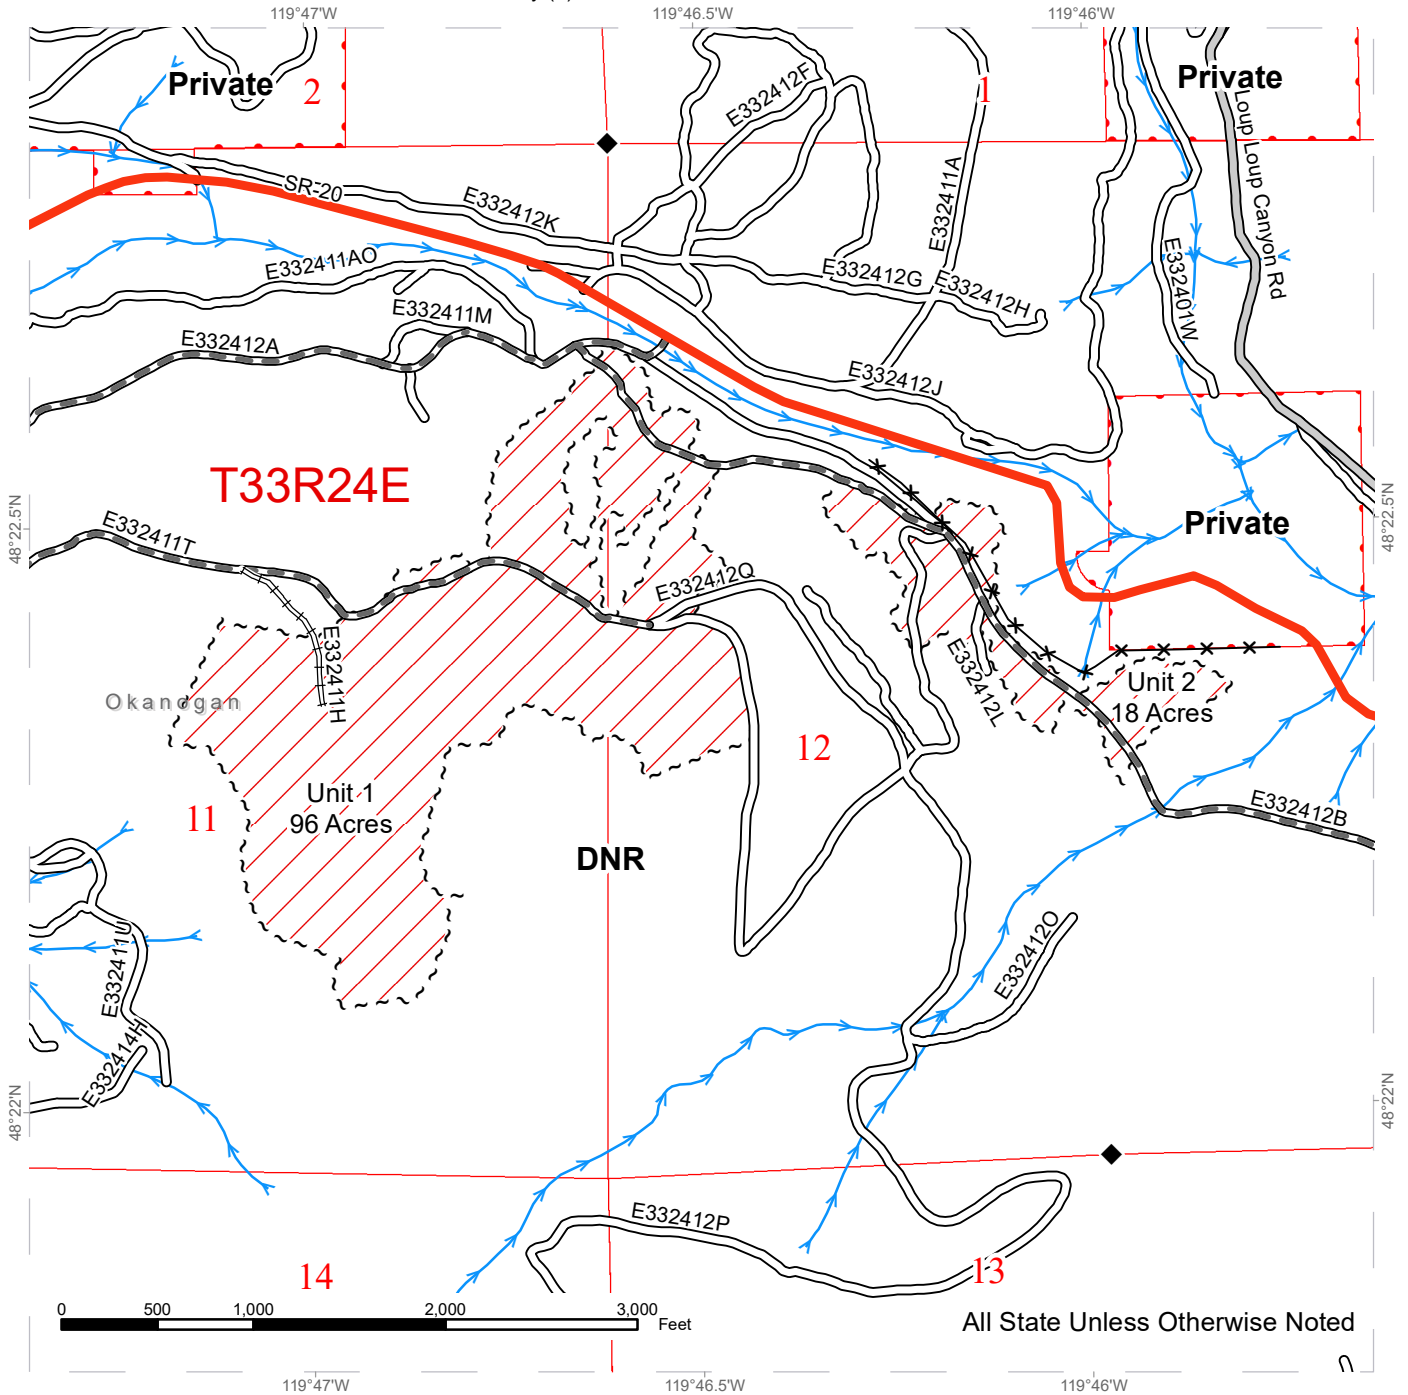 119°47'W
119°46.5'W
119°46'W
Private
2
1
Private
Loup Loup Canyon Rd
E332412F
SR-20
E332412K
E332411A
E332411AO
E332412G
E332412H
E332401W
E332411M
E332412A
E332412J
T33R24E
48°22.5'N
48°22.5'N
Private
E332411T
E332412Q
E332411H
E332412L
Okanogan
Unit 2
18 Acres
12
11
Unit 1
96 Acres
E332412B
DNR
E332411U
E332412O
E332414H
48°22'N
48°22'N
E332412P
14
13
0 500 1,000 2,000 3,000
Feet
All State Unless Otherwise Noted
119°47'W
119°46.5'W
119°46'W